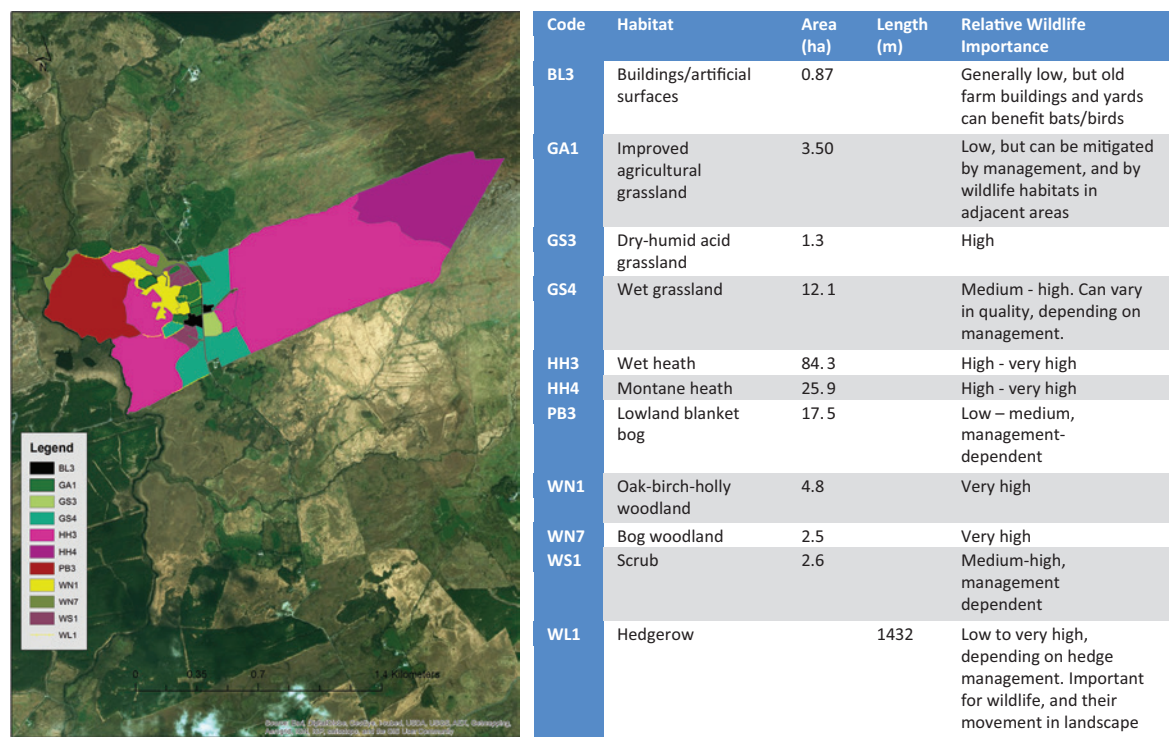 N
Legend
BL3
GA1
GS3
GS4
HH3
HH4
PB3
WN1
WN7
WS1
WL1
0 0.35 0.7 1.4 Kilometers
Code Habitat Area Length Relative Wildlife
(ha) (m) Importance
BL3 Buildings/artificial 0.87 Generally low, but old
surfaces farm buildings and yards
can benefit bats/birds
GA1 Improved 3.50 Low, but can be mitigated
agricultural by management, and by
grassland wildlife habitats in
adjacent areas
GS3 Dry-humid acid 1.3 High
grassland
GS4 Wet grassland 12.1 Medium - high. Can vary
in quality, depending on
management.
HH3 Wet heath 84.3 High - very high
HH4 Montane heath 25.9 High - very high
PB3 Lowland blanket 17.5 Low – medium,
bog management-
dependent
WN1 Oak-birch-holly 4.8 Very high
woodland
WN7 Bog woodland 2.5 Very high
WS1 Scrub 2.6 Medium-high,
management
dependent
WL1 Hedgerow 1432 Low to very high,
depending on hedge
management. Important
for wildlife, and their
movement in landscape